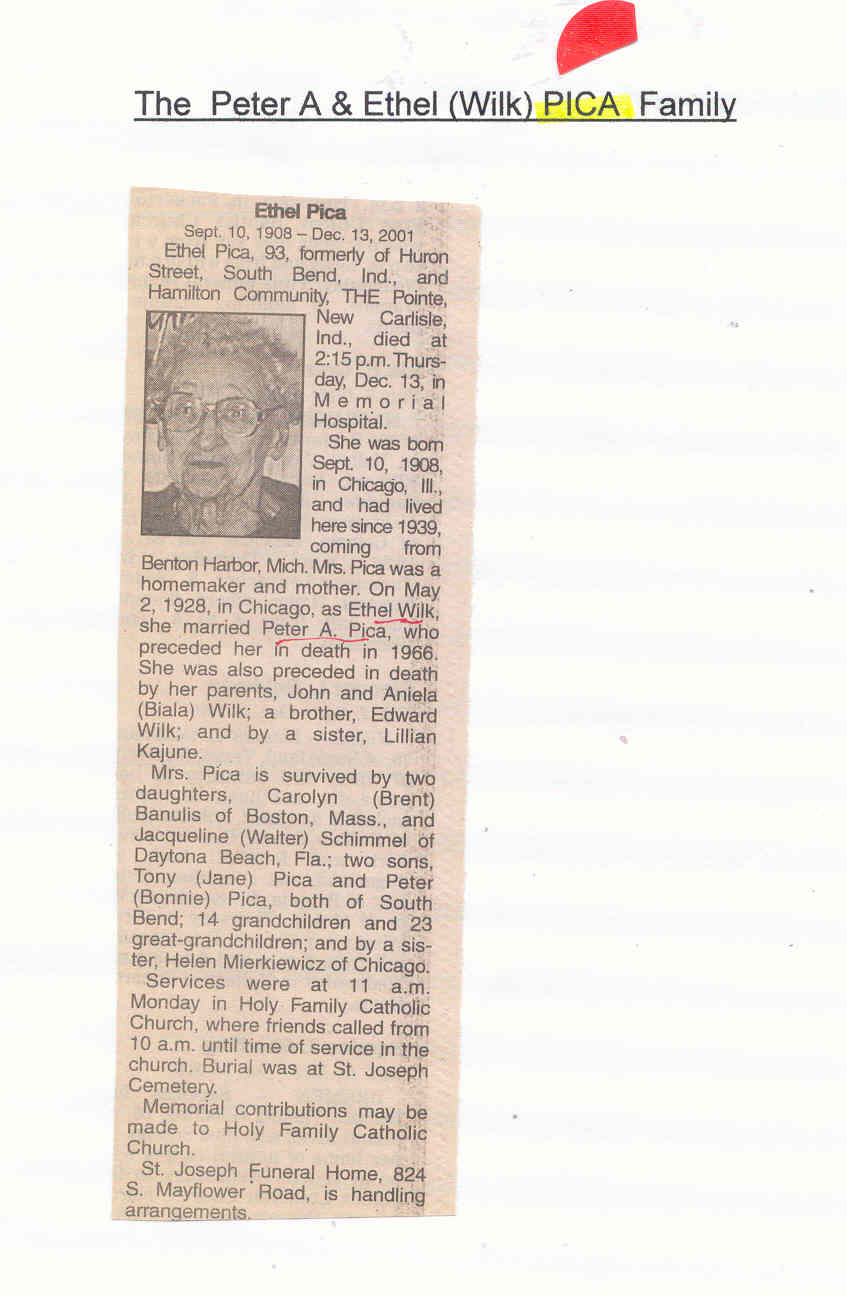 The Peter A & Ethel (Wilk) PICA Family
Ethel Pica
Sept. 10, 1908 – Dec. 13, 2001
Ethel Pica, 93, formerly of Huron
Street, South Bend, Ind., and
Hamilton Community, THE Pointe,
New Carlisle,
Ind., died at
2:15 p.m. Thurs-
day, Dec. 13, in
Memorial
Hospital.
She was born
Sept. 10, 1908,
in Chicago, Ill.,
and had lived
here since 1939,
coming from
Benton Harbor, Mich. Mrs. Pica was a
homemaker and mother. On May
2, 1928, in Chicago, as Ethel Wilk,
she married Peter A. Pica, who
preceded her in death in 1966.
She was also preceded in death
by her parents, John and Aniela
(Biala) Wilk; a brother, Edward
Wilk; and by a sister, Lillian
Kajune.
Mrs. Pica is survived by two
daughters, Carolyn (Brent)
Banulis of Boston, Mass., and
Jacqueline (Walter) Schimmel of
Daytona Beach, Fla.; two sons,
Tony (Jane) Pica and Peter
(Bonnie) Pica, both of South
Bend; 14 grandchildren and 23
great-grandchildren; and by a sis-
ter, Helen Mierkiewicz of Chicago.
Services were at 11 a.m.
Monday in Holy Family Catholic
Church, where friends called from
10 a.m. until time of service in the
church. Burial was at St. Joseph
Cemetery.
Memorial contributions may be
made to Holy Family Catholic
Church.
St. Joseph Funeral Home, 824
S. Mayflower Road, is handling
arrangements.